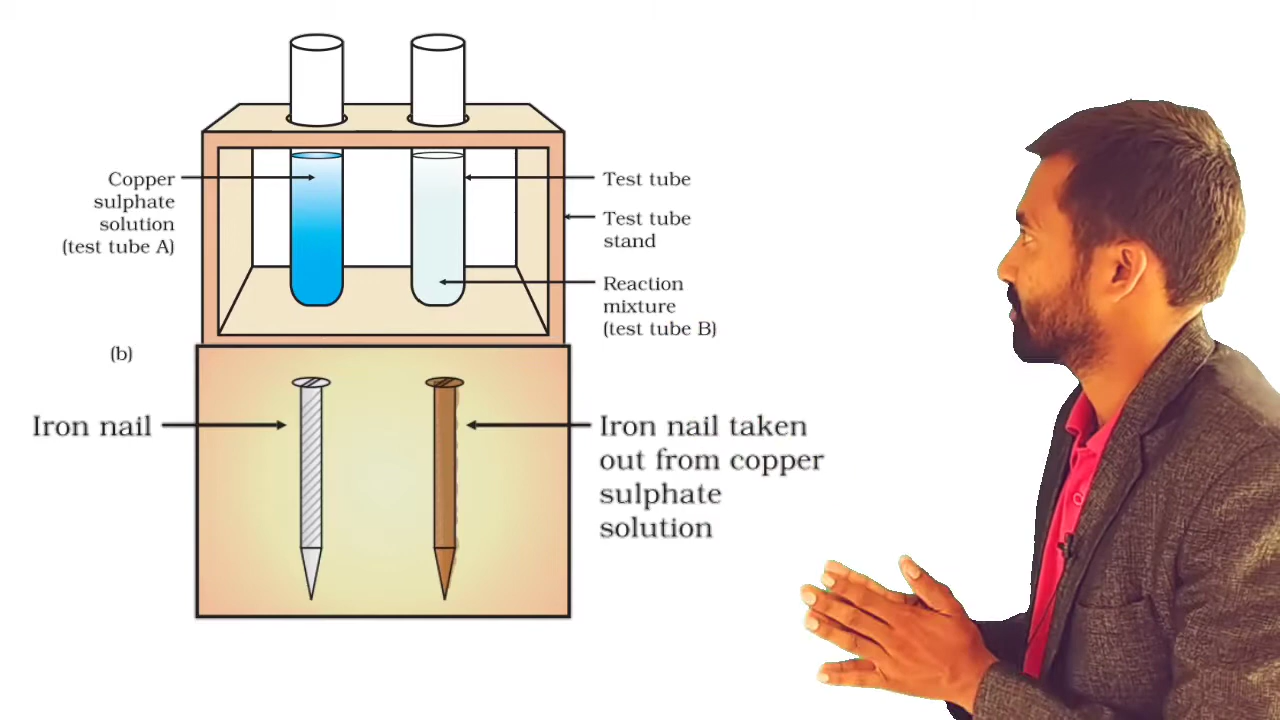 Copper
sulphate
solution
(test tube A)
Test tube
Test tube
stand
Reaction
mixture
(test tube B)
(b)
Iron nail
Iron nail taken
out from copper
sulphate
solution